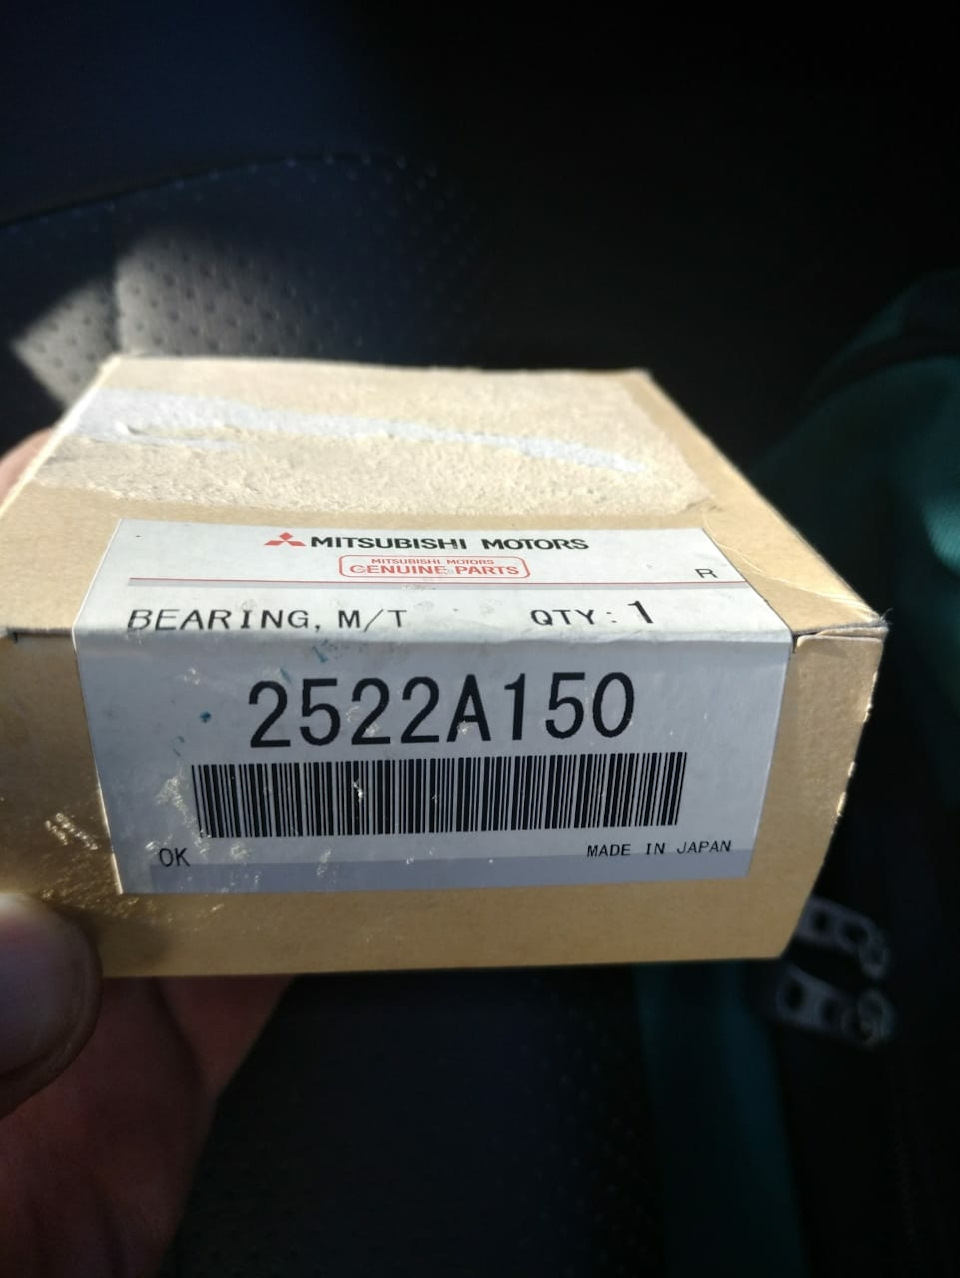 MITSUBISHI MOTORS
MITSUBISHI MOTORS
GENUINE PARTS
R
BEARING, M/T QTY: 1
2522A150
OK MADE IN JAPAN